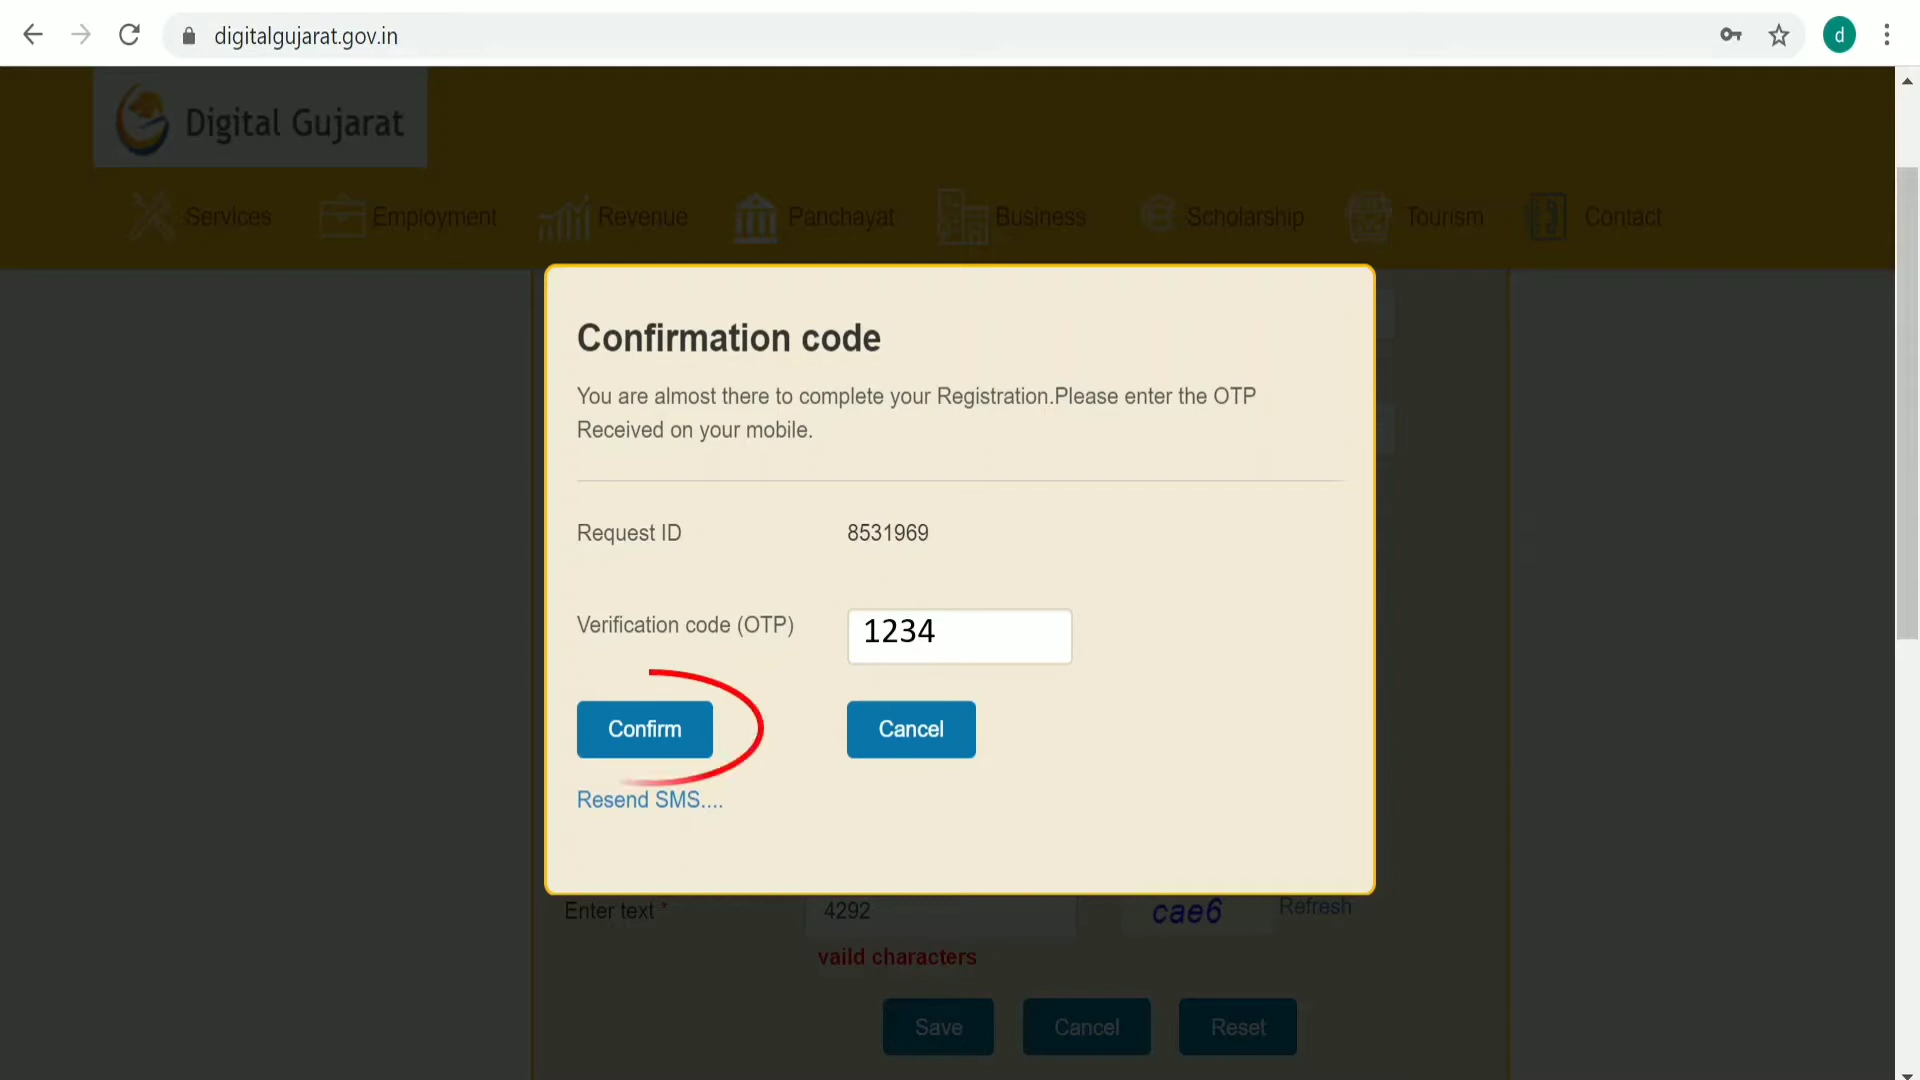 digitalgujarat.gov.in
d
Digital Gujarat
Services Employment Revenue Panchayat Business Scholarship Tourism Contact
Confirmation code
You are almost there to complete your Registration.Please enter the OTP
Received on your mobile.
Request ID 8531969
Verification code (OTP) 1234
Confirm Cancel
Resend SMS....
Enter text * 4292 cae6 Refresh
vaild characters
Save Cancel Reset